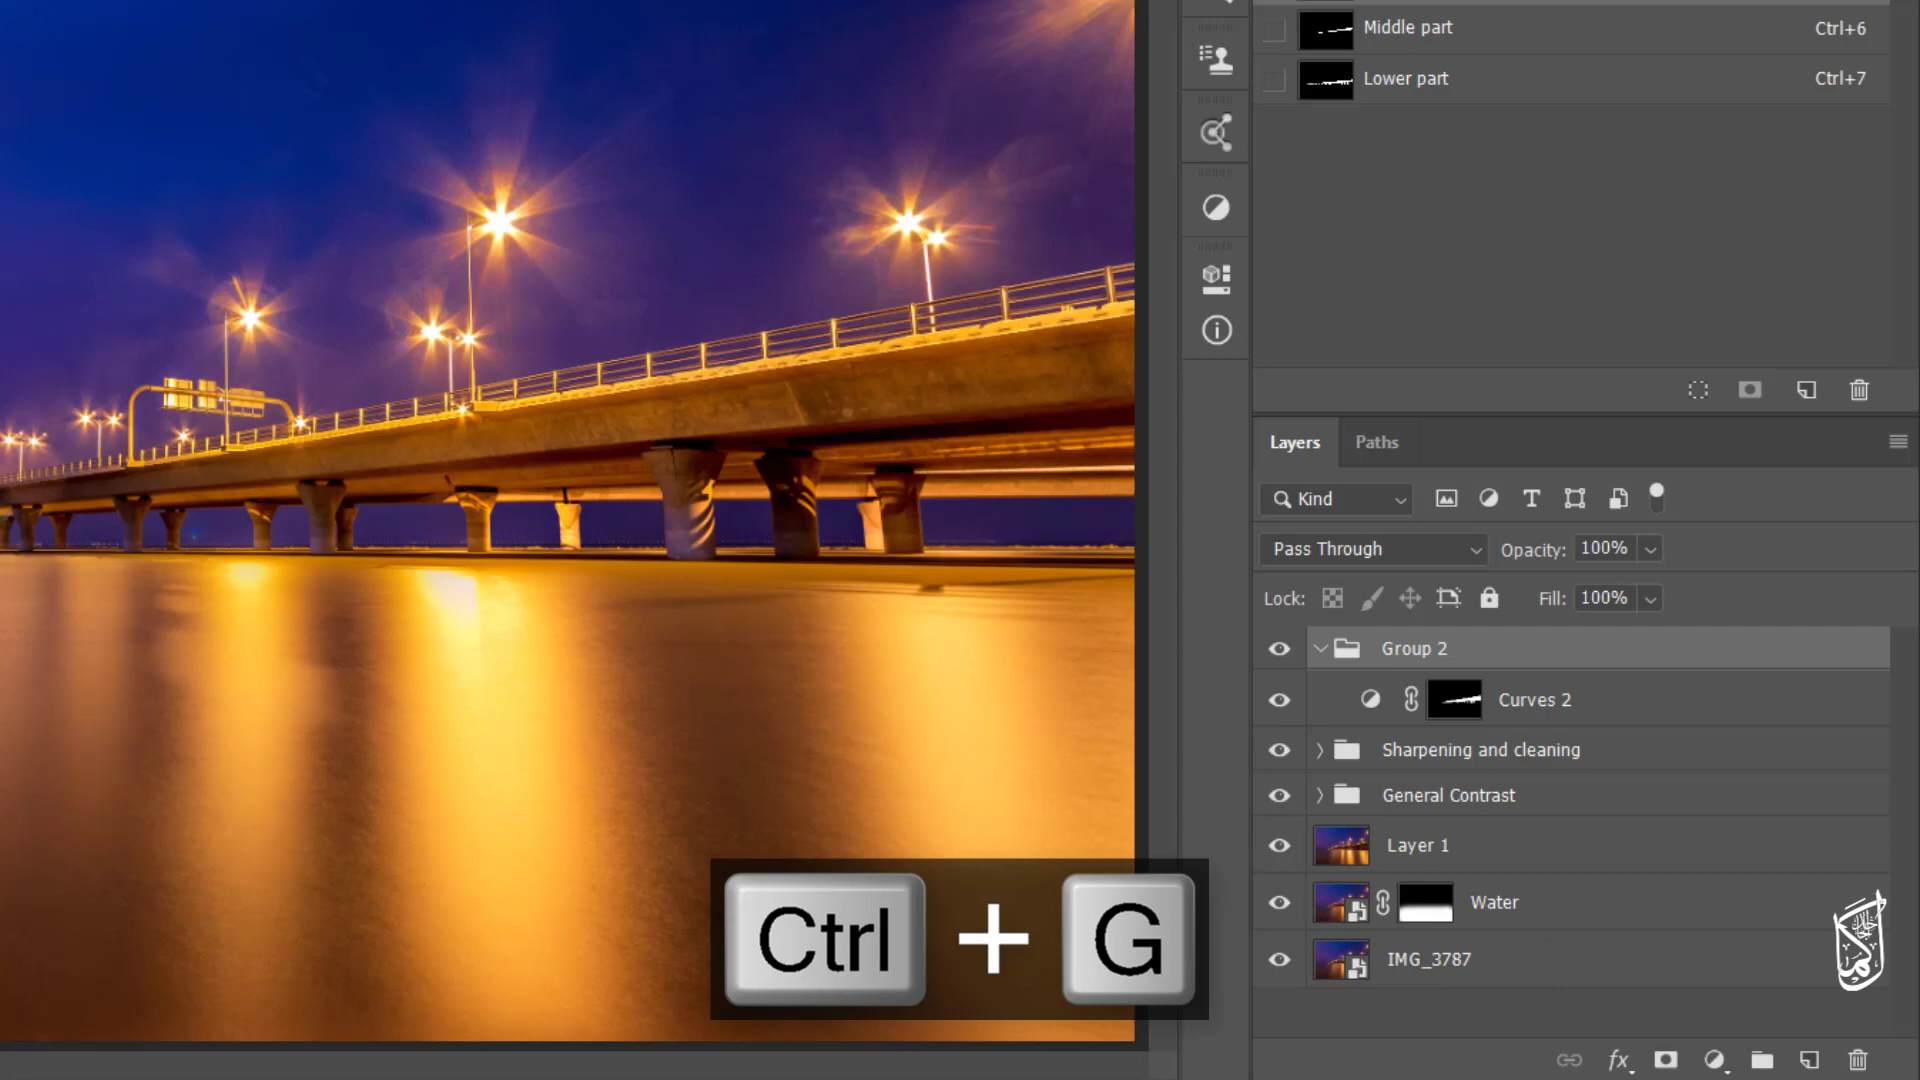 Middle part Ctrl+6
Lower part Ctrl+7
Layers Paths
Kind
Pass Through Opacity: 100%
Lock: Fill: 100%
Group 2
Curves 2
Sharpening and cleaning
General Contrast
Layer 1
Water
IMG_3787
fx
Ctrl + G